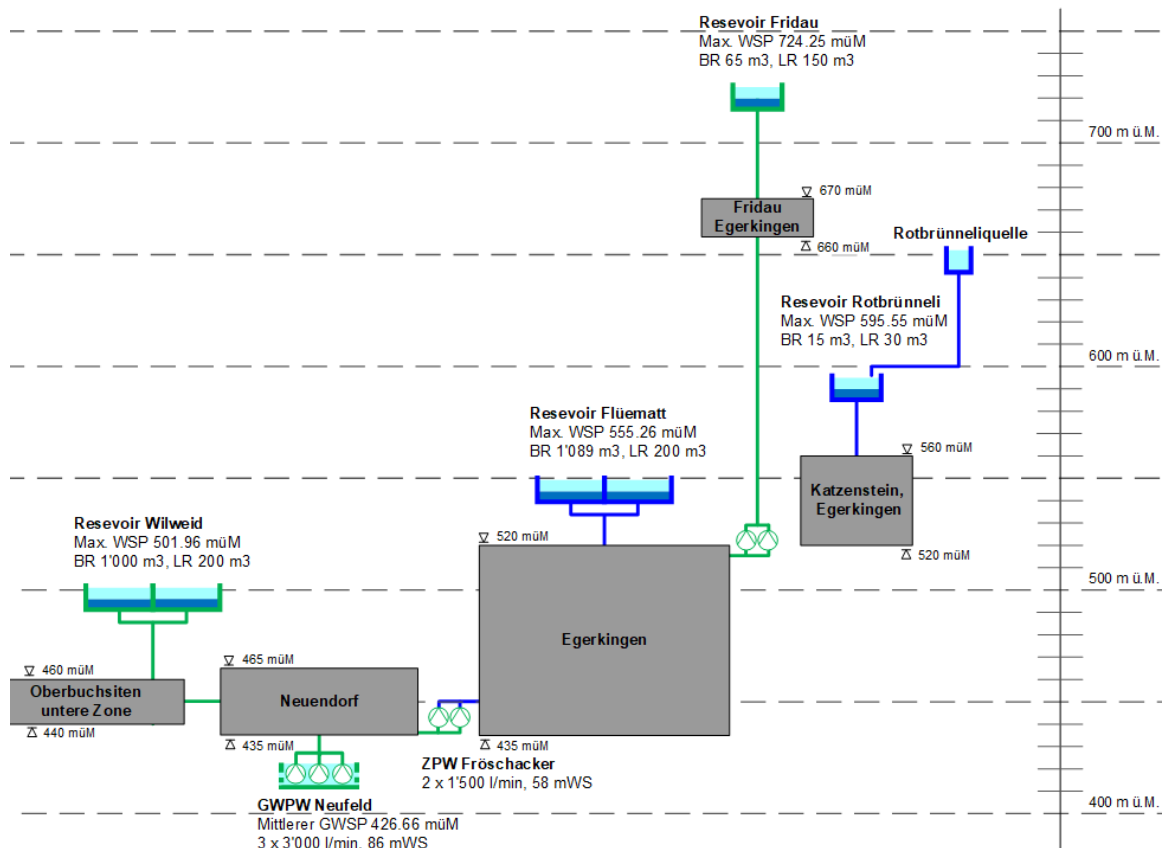 Resevoir Fridau
Max. WSP 724.25 müM
BR 65 m3, LR 150 m3
700 m ü.M.
670 müM
Fridau
Egerkingen
660 müM
Rotbrünneliquelle
Resevoir Rotbrünneli
Max. WSP 595.55 müM
BR 15 m3, LR 30 m3
600 m ü.M.
Resevoir Flüematt
Max. WSP 555.26 müM
BR 1'089 m3, LR 200 m3
560 müM
Katzenstein,
Egerkingen
520 müM
Resevoir Wilweid
Max. WSP 501.96 müM
BR 1'000 m3, LR 200 m3
520 müM
500 m ü.M.
Egerkingen
460 müM
465 müM
Oberbuchsiten
untere Zone
Neuendorf
440 müM
435 müM
435 müM
ZPW Fröschacker
2 x 1'500 l/min, 58 mWS
GWPW Neufeld
Mittlerer GWSP 426.66 müM
3 x 3'000 l/min, 86 mWS
400 m ü.M.